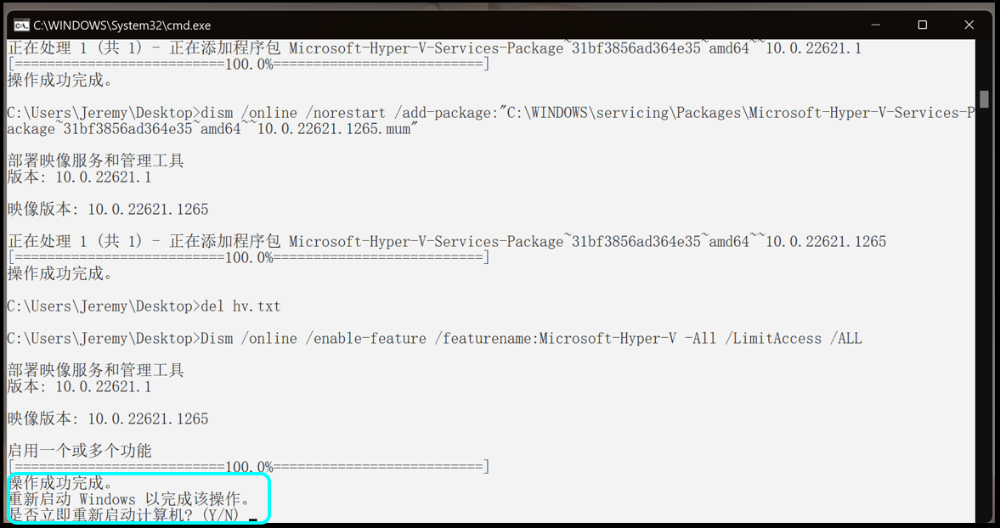 C:\WINDOWS\System32\cmd.exe
正在处理 1 (共 1) - 正在添加程序包 Microsoft-Hyper-V-Services-Package~31bf3856ad364e35~amd64~~10.0.22621.1
[==========================100.0%==========================]
操作成功完成。
C:\Users\Jeremy\Desktop>dism /online /norestart /add-package:"C:\WINDOWS\servicing\Packages\Microsoft-Hyper-V-Services-P
ackage~31bf3856ad364e35~amd64~~10.0.22621.1265.mum"
部署映像服务和管理工具
版本: 10.0.22621.1
映像版本: 10.0.22621.1265
正在处理 1 (共 1) - 正在添加程序包 Microsoft-Hyper-V-Services-Package~31bf3856ad364e35~amd64~~10.0.22621.1265
[==========================100.0%==========================]
操作成功完成。
C:\Users\Jeremy\Desktop>del hv.txt
C:\Users\Jeremy\Desktop>Dism /online /enable-feature /featurename:Microsoft-Hyper-V -All /LimitAccess /ALL
部署映像服务和管理工具
版本: 10.0.22621.1
映像版本: 10.0.22621.1265
启用一个或多个功能
[==========================100.0%==========================]
操作成功完成。
重新启动 Windows 以完成该操作。
是否立即重新启动计算机? (Y/N)